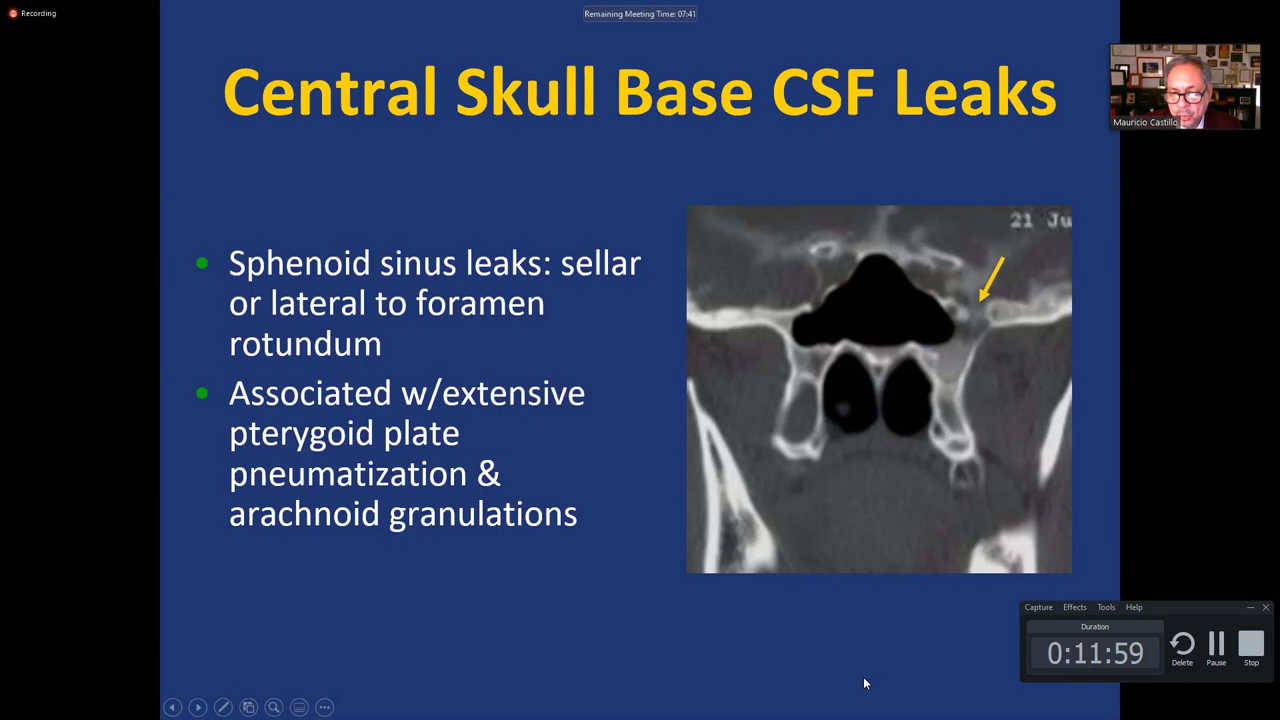 Recording
Remaining Meeting Time: 07:41
Central Skull Base CSF Leaks
Mauricio Castillo
21 Ju
Sphenoid sinus leaks: sellar
or lateral to foramen
rotundum
Associated w/extensive
pterygoid plate
pneumatization &
arachnoid granulations
Capture Effects Tools Help
Duration
0:11:59
Delete Pause Stop